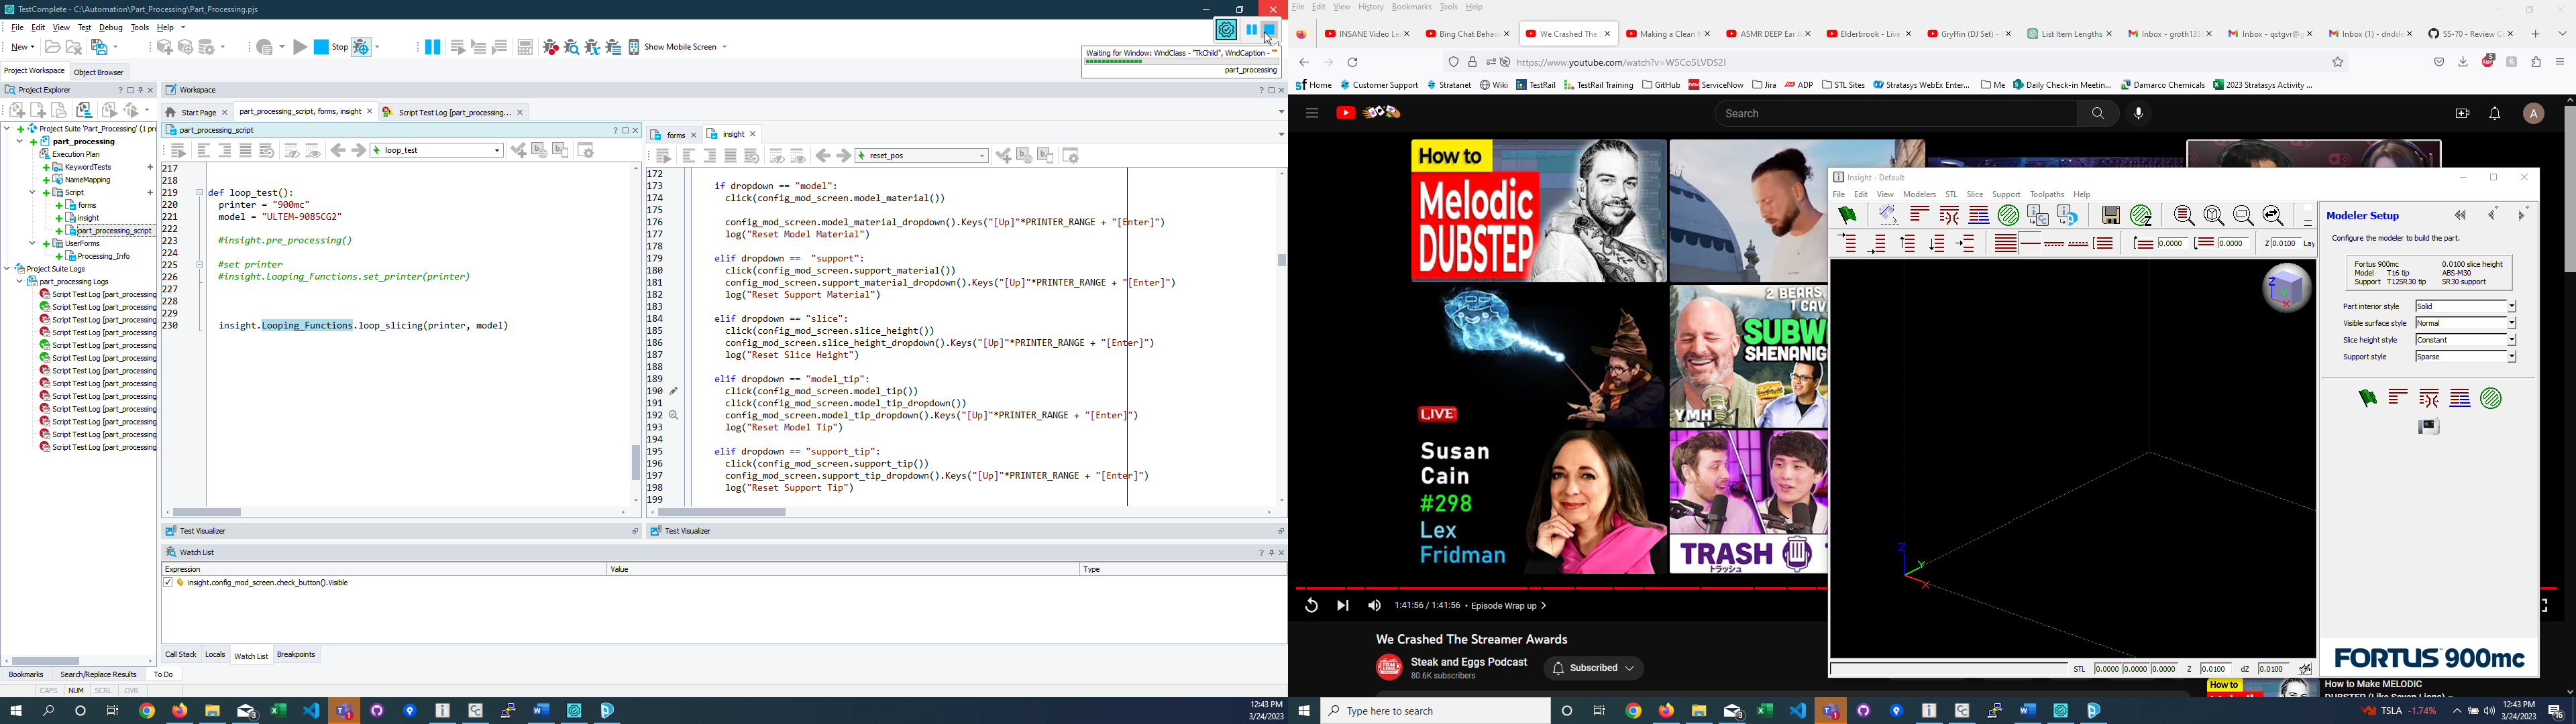 TestComplete - C:\Automation\Part_Processing\Part_Processing.pjs
File Edit View Test Debug Tools Help
New
Stop
Show Mobile Screen
Waiting for Window: WndClass - "TkChild", WndCaption - ""
part_processing
Project Workspace Object Browser
Project Explorer
Project Suite 'Part_Processing' (1 pr
part_processing
Execution Plan
KeywordTests
NameMapping
Script
forms
insight
part_processing_script
UserForms
Processing_Info
Project Suite Logs
part_processing Logs
Script Test Log [part_processing
Script Test Log [part_processing
Script Test Log [part_processing
Script Test Log [part_processing
Script Test Log [part_processing
Script Test Log [part_processing
Script Test Log [part_processing
Script Test Log [part_processing
Script Test Log [part_processing
Script Test Log [part_processing
Script Test Log [part_processing
Script Test Log [part_processing
Script Test Log [part_processing
Bookmarks Search/Replace Results To Do
CAPS NUM SCRL OVR
Workspace
Start Page part_processing_script, forms, insight Script Test Log [part_processing...
part_processing_script
loop_test
217
218
219 def loop_test():
220 printer = "900mc"
221 model = "ULTEM-9085CG2"
222
223 #insight.pre_processing()
224
225 #set printer
226 #insight.Looping_Functions.set_printer(printer)
227
228
229
230 insight.Looping_Functions.loop_slicing(printer, model)
forms insight
reset_pos
172
173 if dropdown == "model":
174 click(config_mod_screen.model_material())
175
176 config_mod_screen.model_material_dropdown().Keys("[Up]"*PRINTER_RANGE + "[Enter]")
177 log("Reset Model Material")
178
179 elif dropdown == "support":
180 click(config_mod_screen.support_material())
181 config_mod_screen.support_material_dropdown().Keys("[Up]"*PRINTER_RANGE + "[Enter]")
182 log("Reset Support Material")
183
184 elif dropdown == "slice":
185 click(config_mod_screen.slice_height())
186 config_mod_screen.slice_height_dropdown().Keys("[Up]"*PRINTER_RANGE + "[Enter]")
187 log("Reset Slice Height")
188
189 elif dropdown == "model_tip":
190 click(config_mod_screen.model_tip())
191 click(config_mod_screen.model_tip_dropdown())
192 config_mod_screen.model_tip_dropdown().Keys("[Up]"*PRINTER_RANGE + "[Enter]")
193 log("Reset Model Tip")
194
195 elif dropdown == "support_tip":
196 click(config_mod_screen.support_tip())
197 config_mod_screen.support_tip_dropdown().Keys("[Up]"*PRINTER_RANGE + "[Enter]")
198 log("Reset Support Tip")
199
Test Visualizer
Test Visualizer
Watch List
Expression Value Type
insight.config_mod_screen.check_button().Visible
Call Stack Locals Watch List Breakpoints
12:43 PM
3/24/2023
File Edit View History Bookmarks Tools Help
INSANE Video Le
Bing Chat Behav
We Crashed The
Making a Clean M
ASMR DEEP Ear A
Elderbrook - Live
Gryffin (DJ Set) -
List Item Lengths
Inbox - groth135
Inbox - qstgvr@g
Inbox (1) - dndde
SS-70 - Review C
https://www.youtube.com/watch?v=W5Co5LVDS2I
Home Customer Support Stratanet Wiki TestRail TestRail Training GitHub ServiceNow Jira ADP STL Sites Stratasys WebEx Enter... Me Daily Check-in Meetin... Damarco Chemicals 2023 Stratasys Activity ...
Search
A
How to
Melodic
DUBSTEP
LIVE
2 BEARS,
1 CAV
SUBW
SHENANIG
YMH
Susan
Cain
#298
Lex
Fridman
TRASH
トラッシュ
1:41:56 / 1:41:56 • Episode Wrap up
We Crashed The Streamer Awards
Steak and Eggs Podcast
80.6K subscribers
Subscribed
How to
How to Make MELODIC
DUBSTEP (Like Seven Lions) –
Insight - Default
File Edit View Modelers STL Slice Support Toolpaths Help
0.0000 0.0000 Z 0.0100 Lay
Modeler Setup
Configure the modeler to build the part.
Fortus 900mc 0.0100 slice height
Model T16 tip ABS-M30
Support T12SR30 tip SR30 support
Part interior style Solid
Visible surface style Normal
Slice height style Constant
Support style Sparse
Z
Y
X
STL 0.0000 0.0000 0.0000 Z 0.0100 dZ 0.0100
FORTUS 900mc
Type here to search
TSLA -1.74%
12:43 PM
3/24/2023